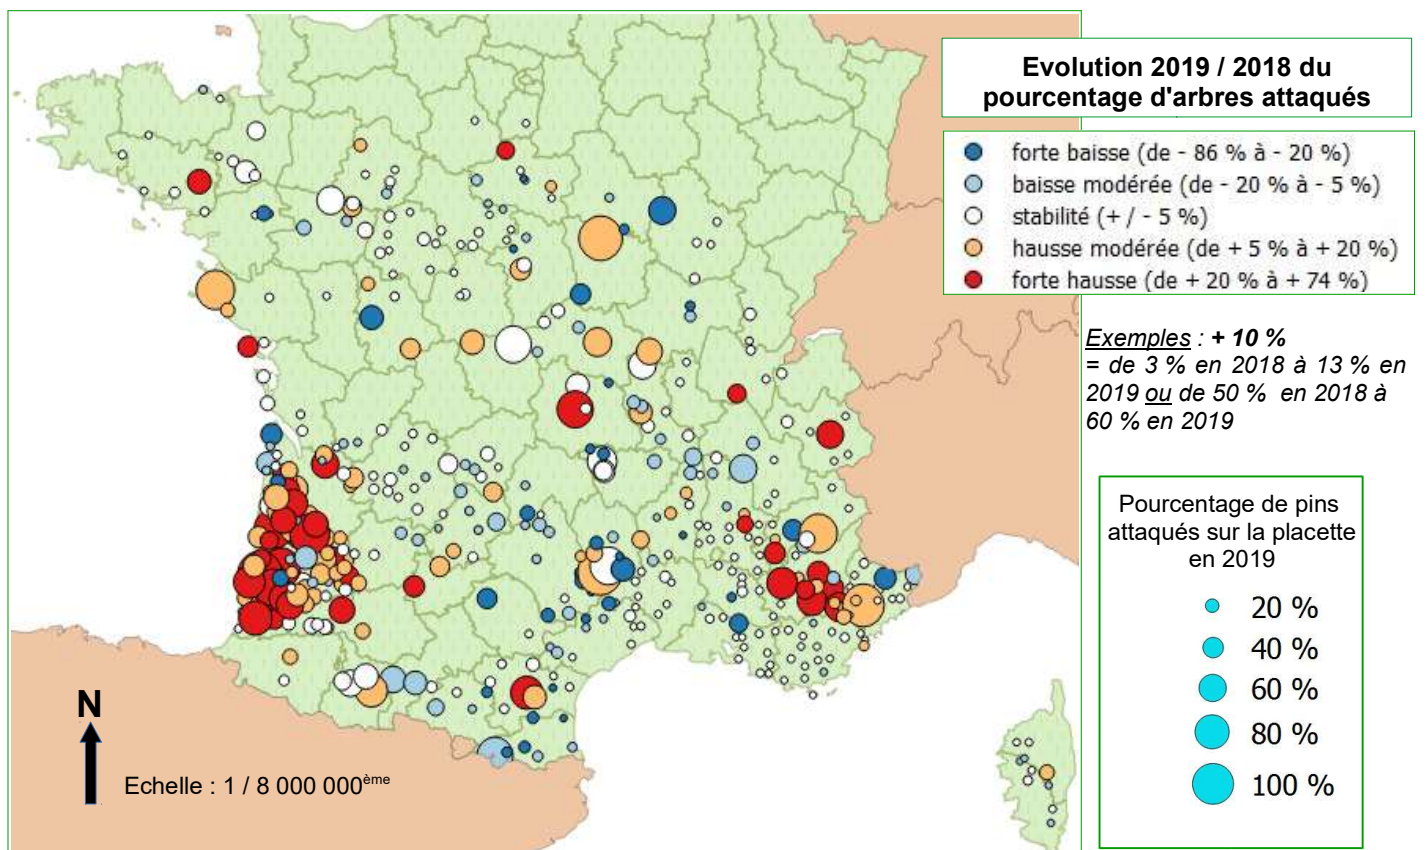 Evolution 2019 / 2018 du
pourcentage d'arbres attaqués
forte baisse (de - 86 % à - 20 %)
baisse modérée (de - 20 % à - 5 %)
stabilité (+ / - 5 %)
hausse modérée (de + 5 % à + 20 %)
forte hausse (de + 20 % à + 74 %)
Exemples : + 10 %
= de 3 % en 2018 à 13 % en
2019 ou de 50 % en 2018 à
60 % en 2019
Pourcentage de pins
attaqués sur la placette
en 2019
20 %
40 %
60 %
80 %
100 %
N
Echelle : 1 / 8 000 000ème